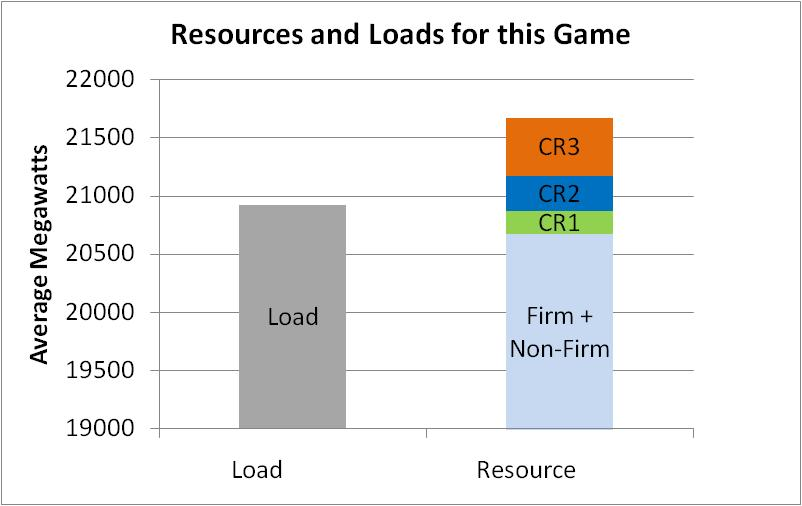 Resources and Loads for this Game
Average Megawatts
22000
21500
21000
20500
20000
19500
19000
Load
CR3
CR2
CR1
Firm +
Non-Firm
Load
Resource